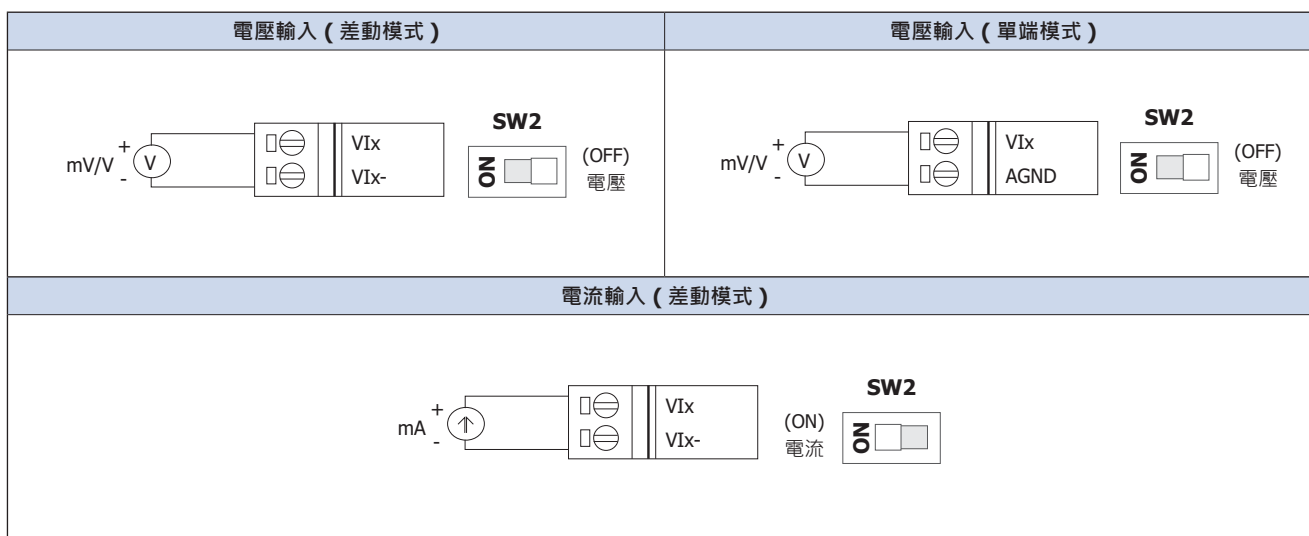 電壓輸入 ( 差動模式 )
電壓輸入 ( 單端模式 )
SW2
+
mV/V
-
V
VIx
VIx-
ON
(OFF)
電壓
SW2
+
mV/V
-
V
VIx
AGND
ON
(OFF)
電壓
電流輸入 ( 差動模式 )
SW2
+
mA
-
VIx
VIx-
(ON)
電流
ON